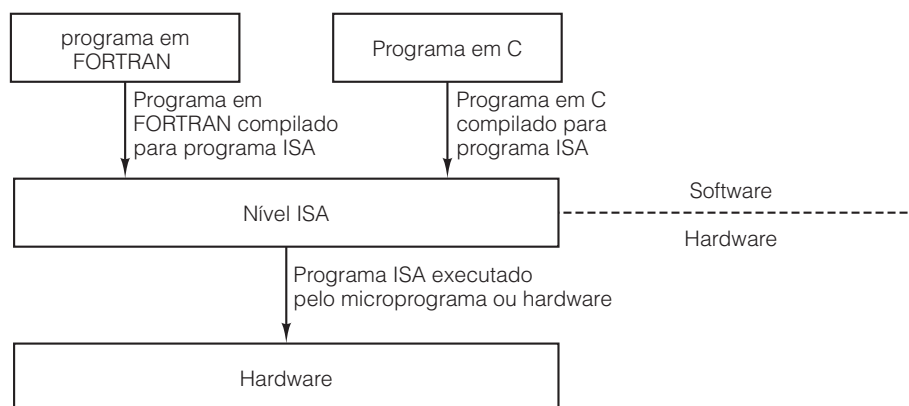 programa em
FORTRAN
Programa em C
Programa em
FORTRAN compilado
para programa ISA
Programa em C
compilado para
programa ISA
Nível ISA
Software
Hardware
Programa ISA executado
pelo microprograma ou hardware
Hardware